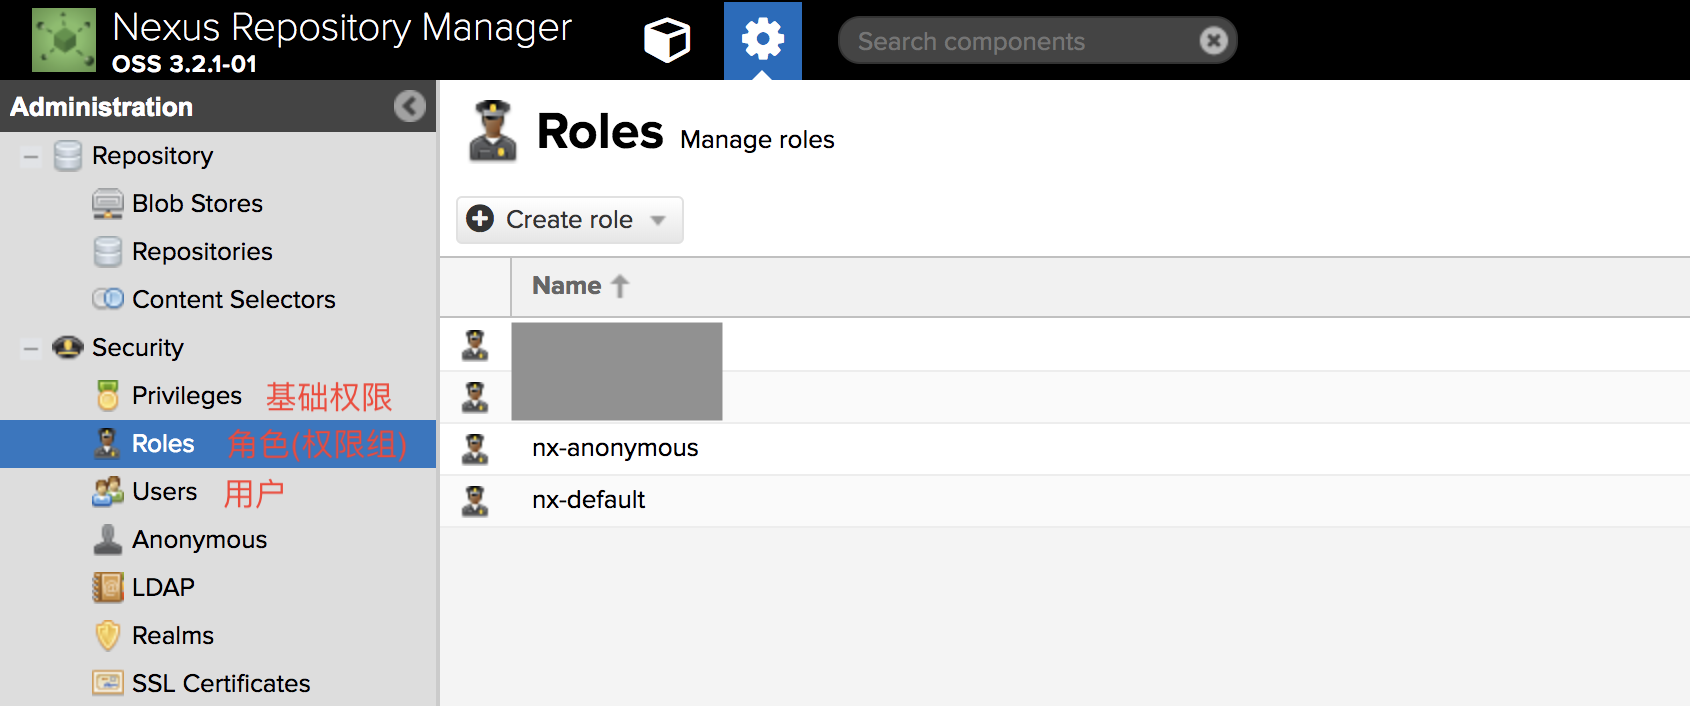 Nexus Repository Manager
OSS 3.2.1-01
Search components
Administration
Repository
Blob Stores
Repositories
Content Selectors
Security
Privileges 基础权限
Roles 角色(权限组)
Users 用户
Anonymous
LDAP
Realms
SSL Certificates
Roles Manage roles
Create role
Name
nx-anonymous
nx-default